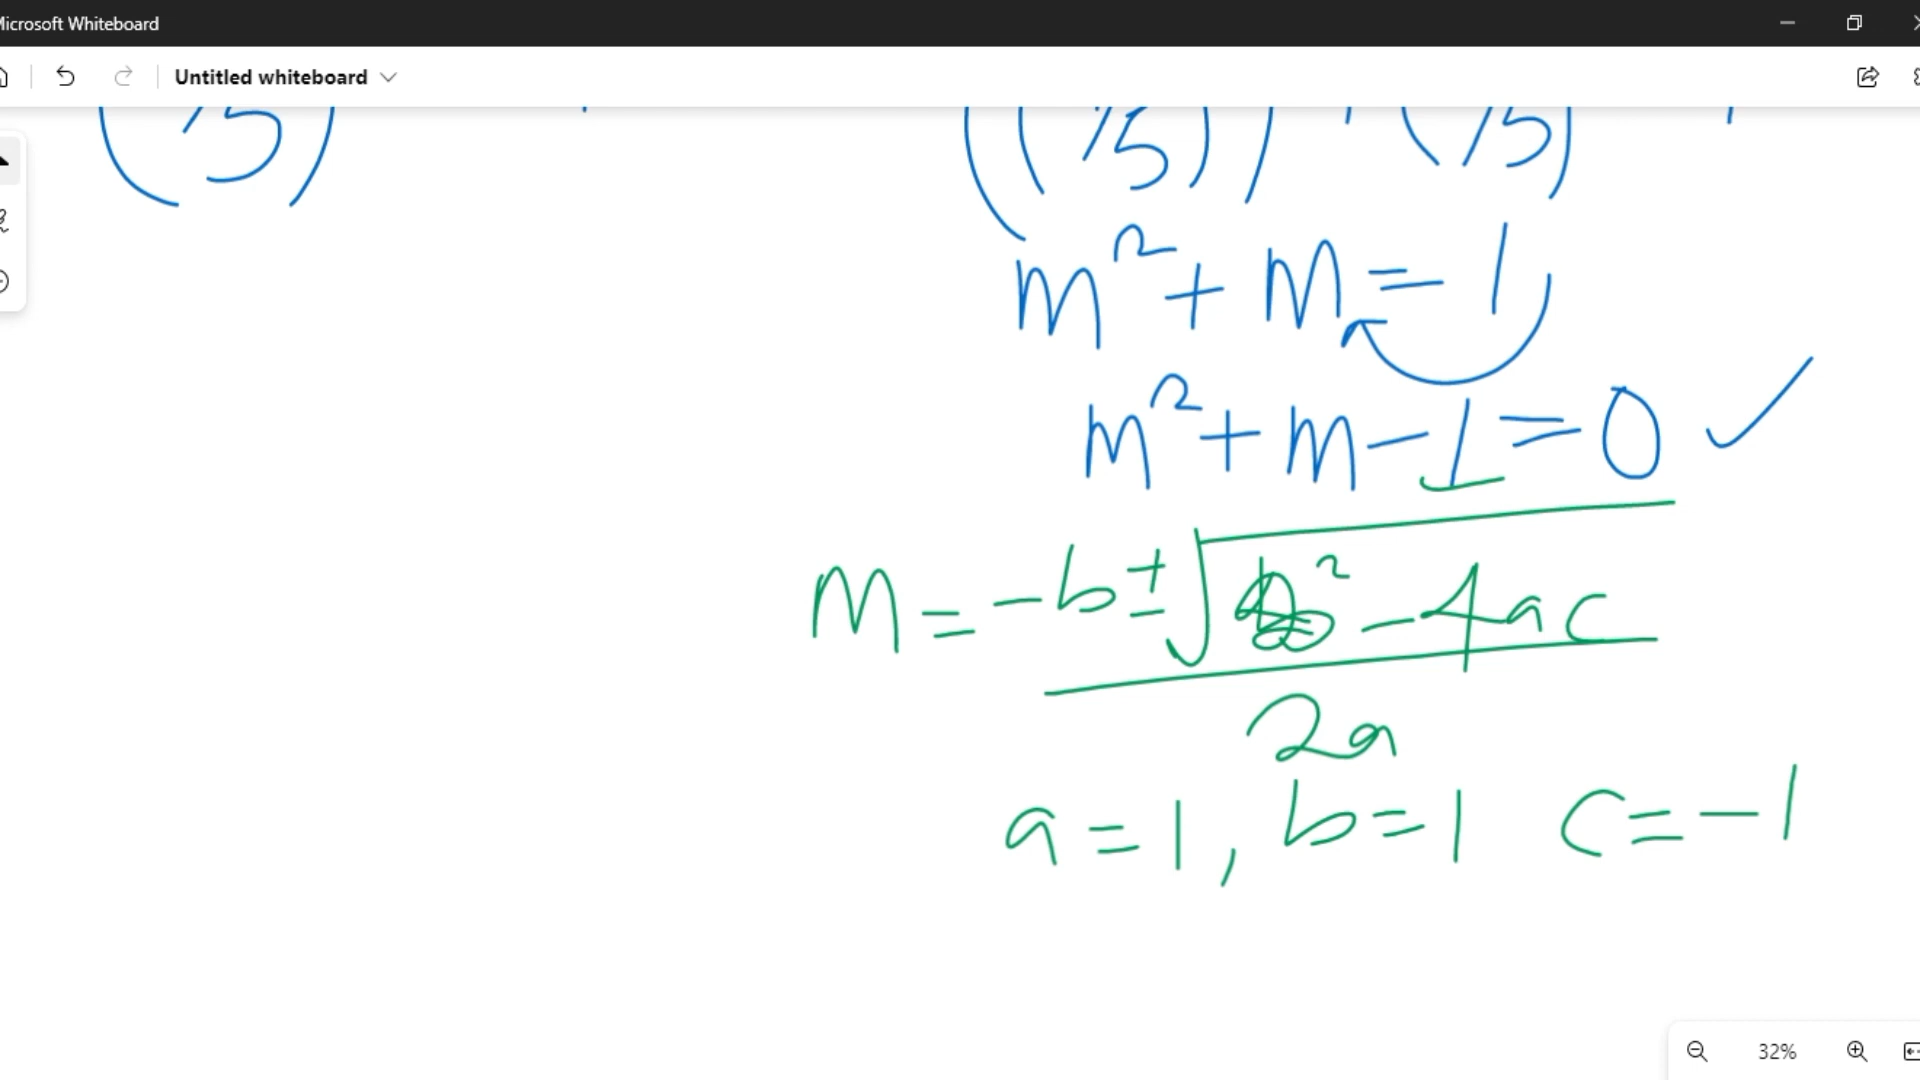 Microsoft Whiteboard
Untitled whiteboard
m² + m = 1
m² + m - 1 = 0 ✓
m = -b ± √(b² - 4ac)
2a
a = 1, b = 1 c = -1
32%